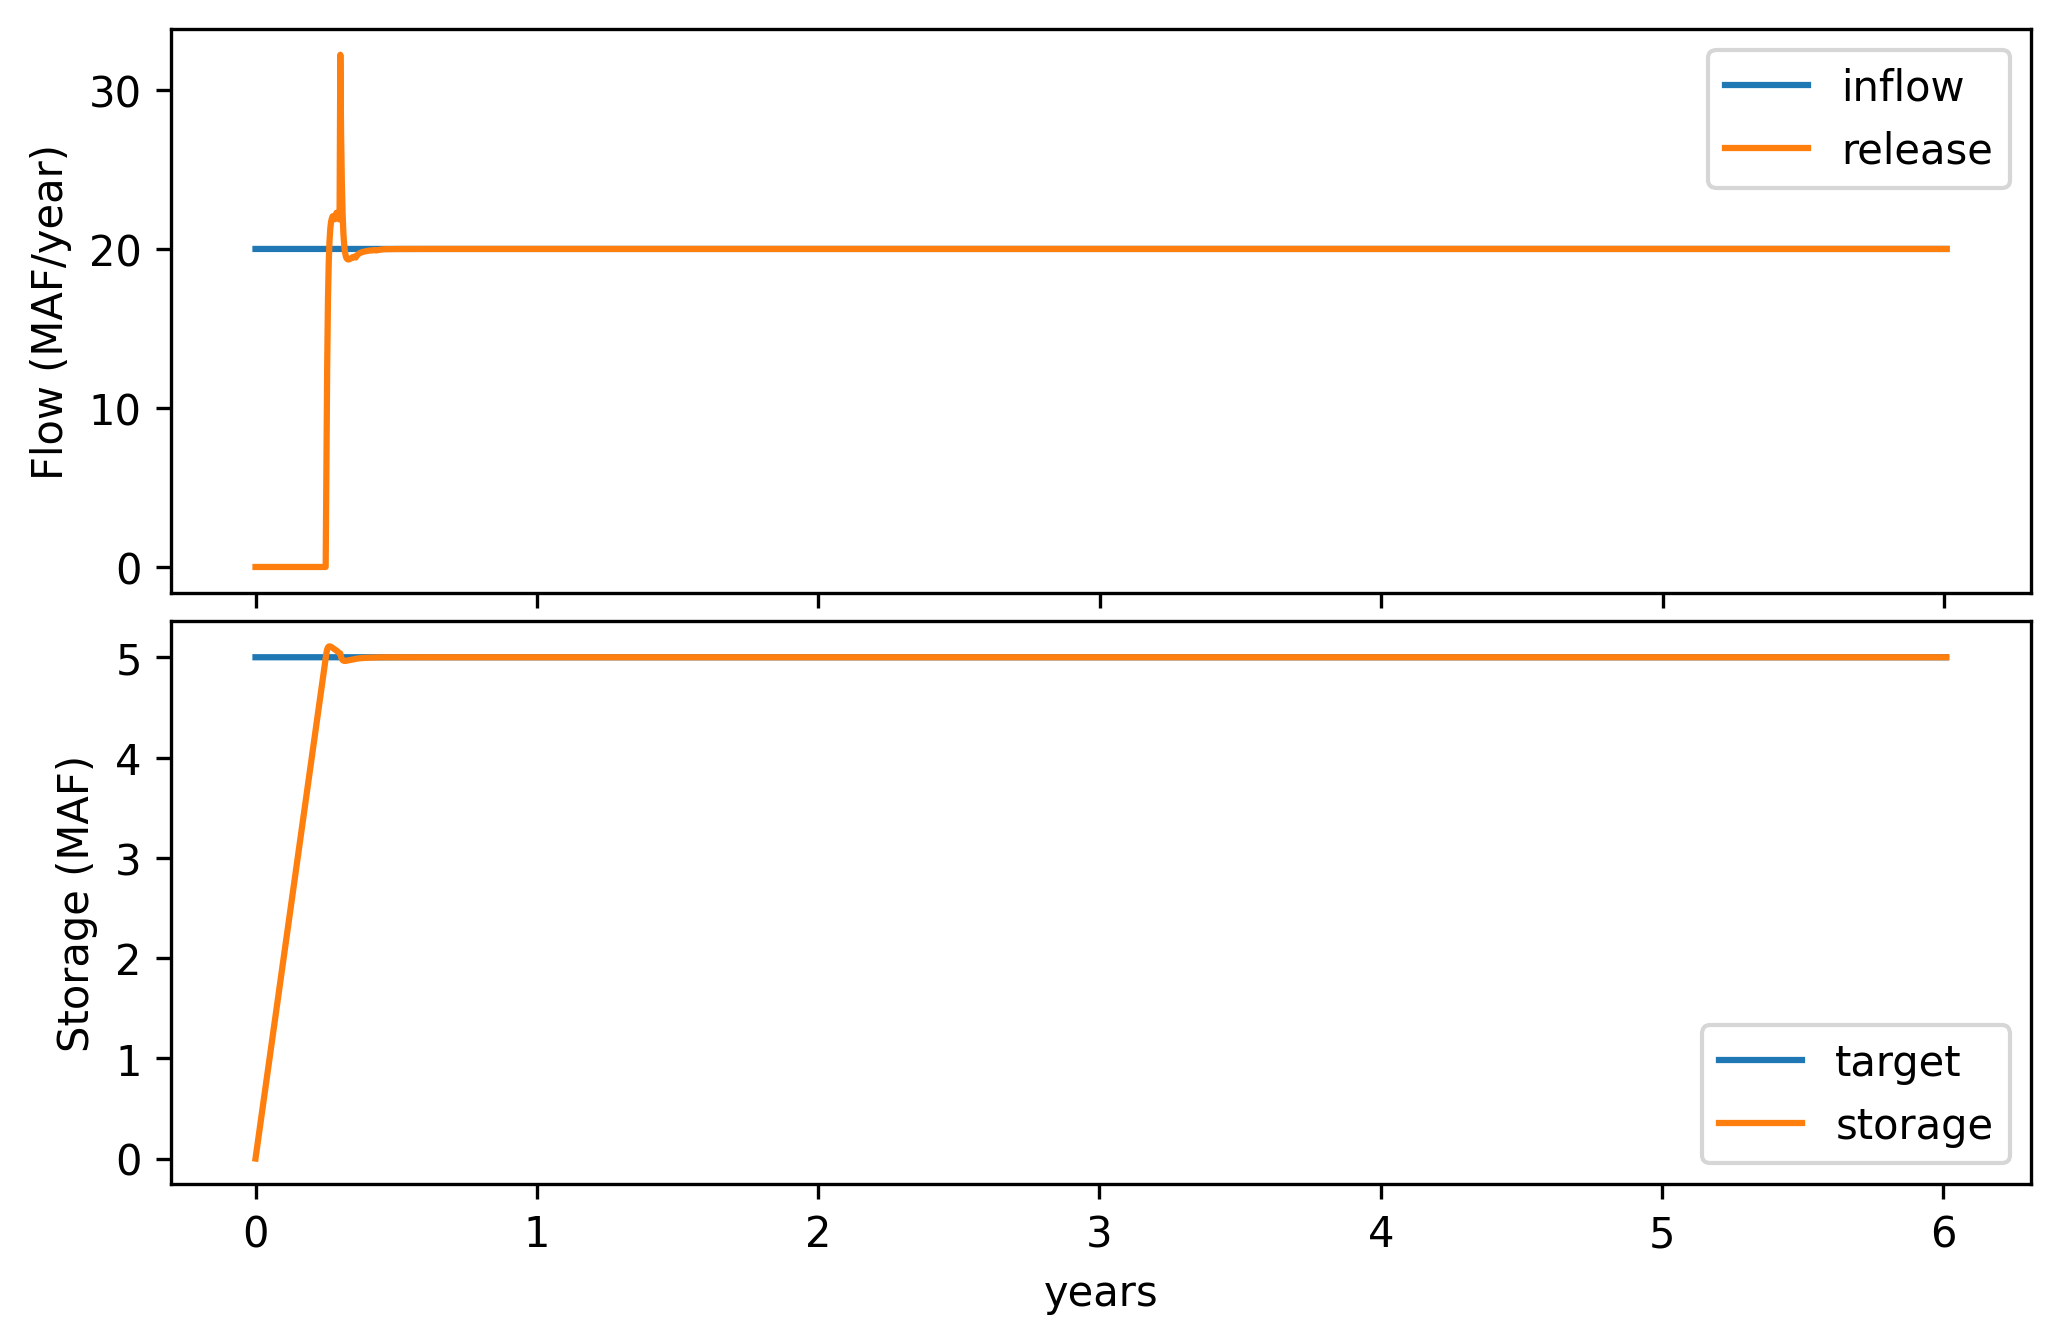 Flow (MAF/year)
30
20
10
0
inflow
release
Storage (MAF)
5
4
3
2
1
0
target
storage
0 1 2 3 4 5 6
years